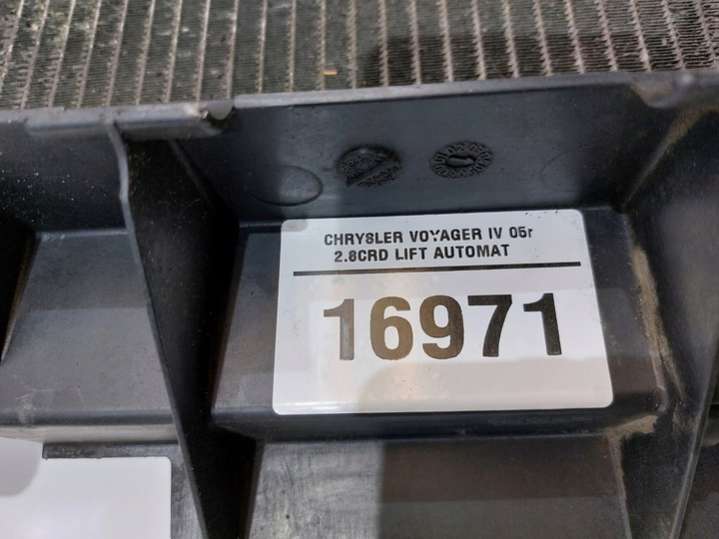 CHRYSLER VOYAGER IV 05r
2.8CRD LIFT AUTOMAT
16971